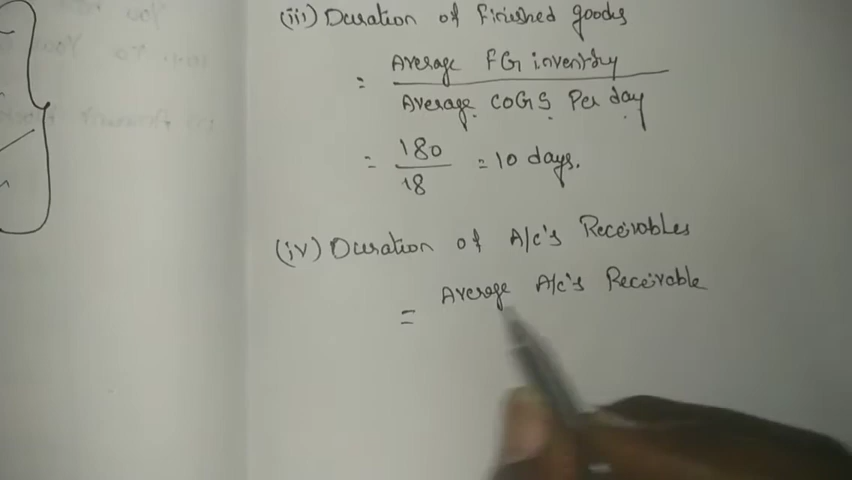 (iii) Duration of Finished goods
= Average FG inventory
Average COGS Per day
= 180
18
= 10 days.
(iv) Duration of A/c's Receivables
= Average A/c's Receivable